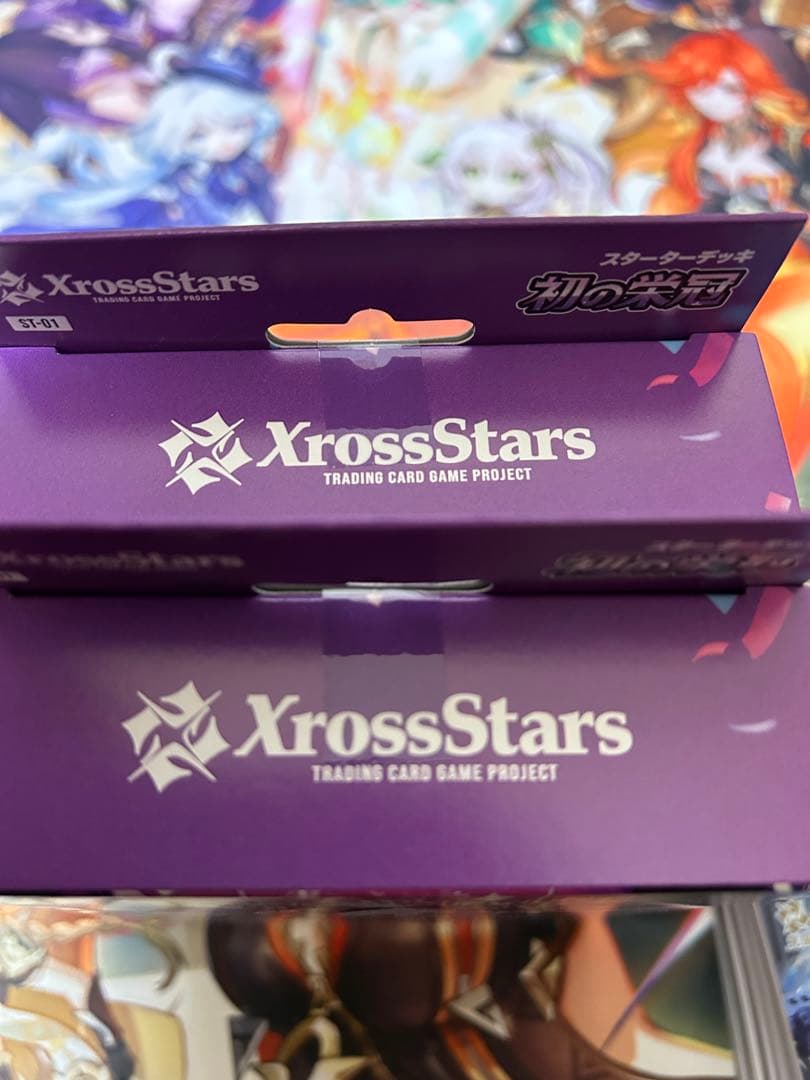 XrossStars
TRADING CARD GAME PROJECT
ST-01
スターターデッキ
初の栄冠
XrossStars
TRADING CARD GAME PROJECT
XrossStars
XrossStars
TRADING CARD GAME PROJECT